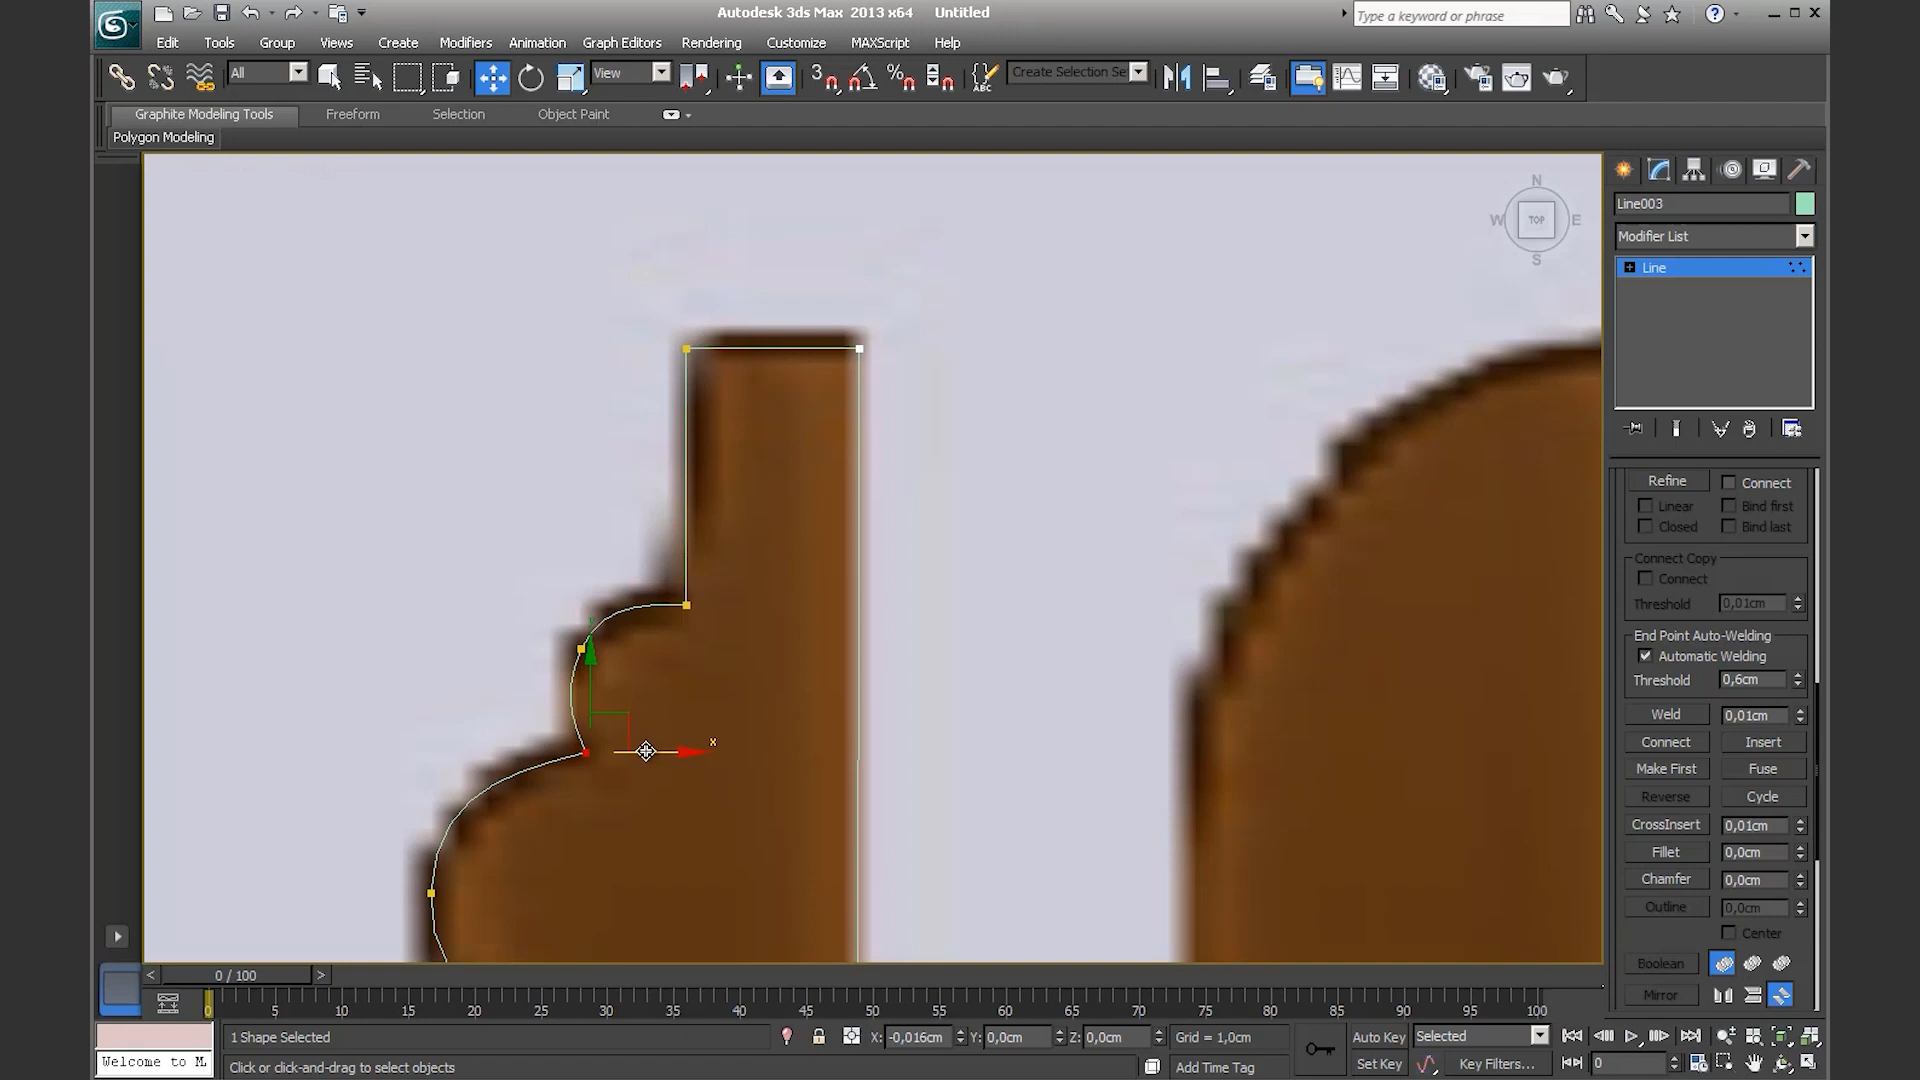 Autodesk 3ds Max 2013 x64 Untitled
Type a keyword or phrase
Edit Tools Group Views Create Modifiers Animation Graph Editors Rendering Customize MAXScript Help
All
View
3
Create Selection Se
ABC
Graphite Modeling Tools Freeform Selection Object Paint
Polygon Modeling
N
W TOP E
S
Line003
Modifier List
Line
Refine Connect
Linear Bind first
Closed Bind last
Connect Copy
Connect
Threshold 0,01cm
End Point Auto-Welding
Automatic Welding
Threshold 0,6cm
Weld 0,01cm
Connect Insert
Make First Fuse
Reverse Cycle
CrossInsert 0,01cm
Fillet 0,0cm
Chamfer 0,0cm
Outline 0,0cm
Center
Boolean
Mirror
x
< 0 / 100 >
0 5 10 15 20 25 30 35 40 45 50 55 60 65 70 75 80 85 90 95 100
1 Shape Selected X: -0,016cm Y: 0,0cm Z: 0,0cm Grid = 1,0cm Auto Key Selected
Welcome to M. Click or click-and-drag to select objects Add Time Tag Set Key Key Filters... 0